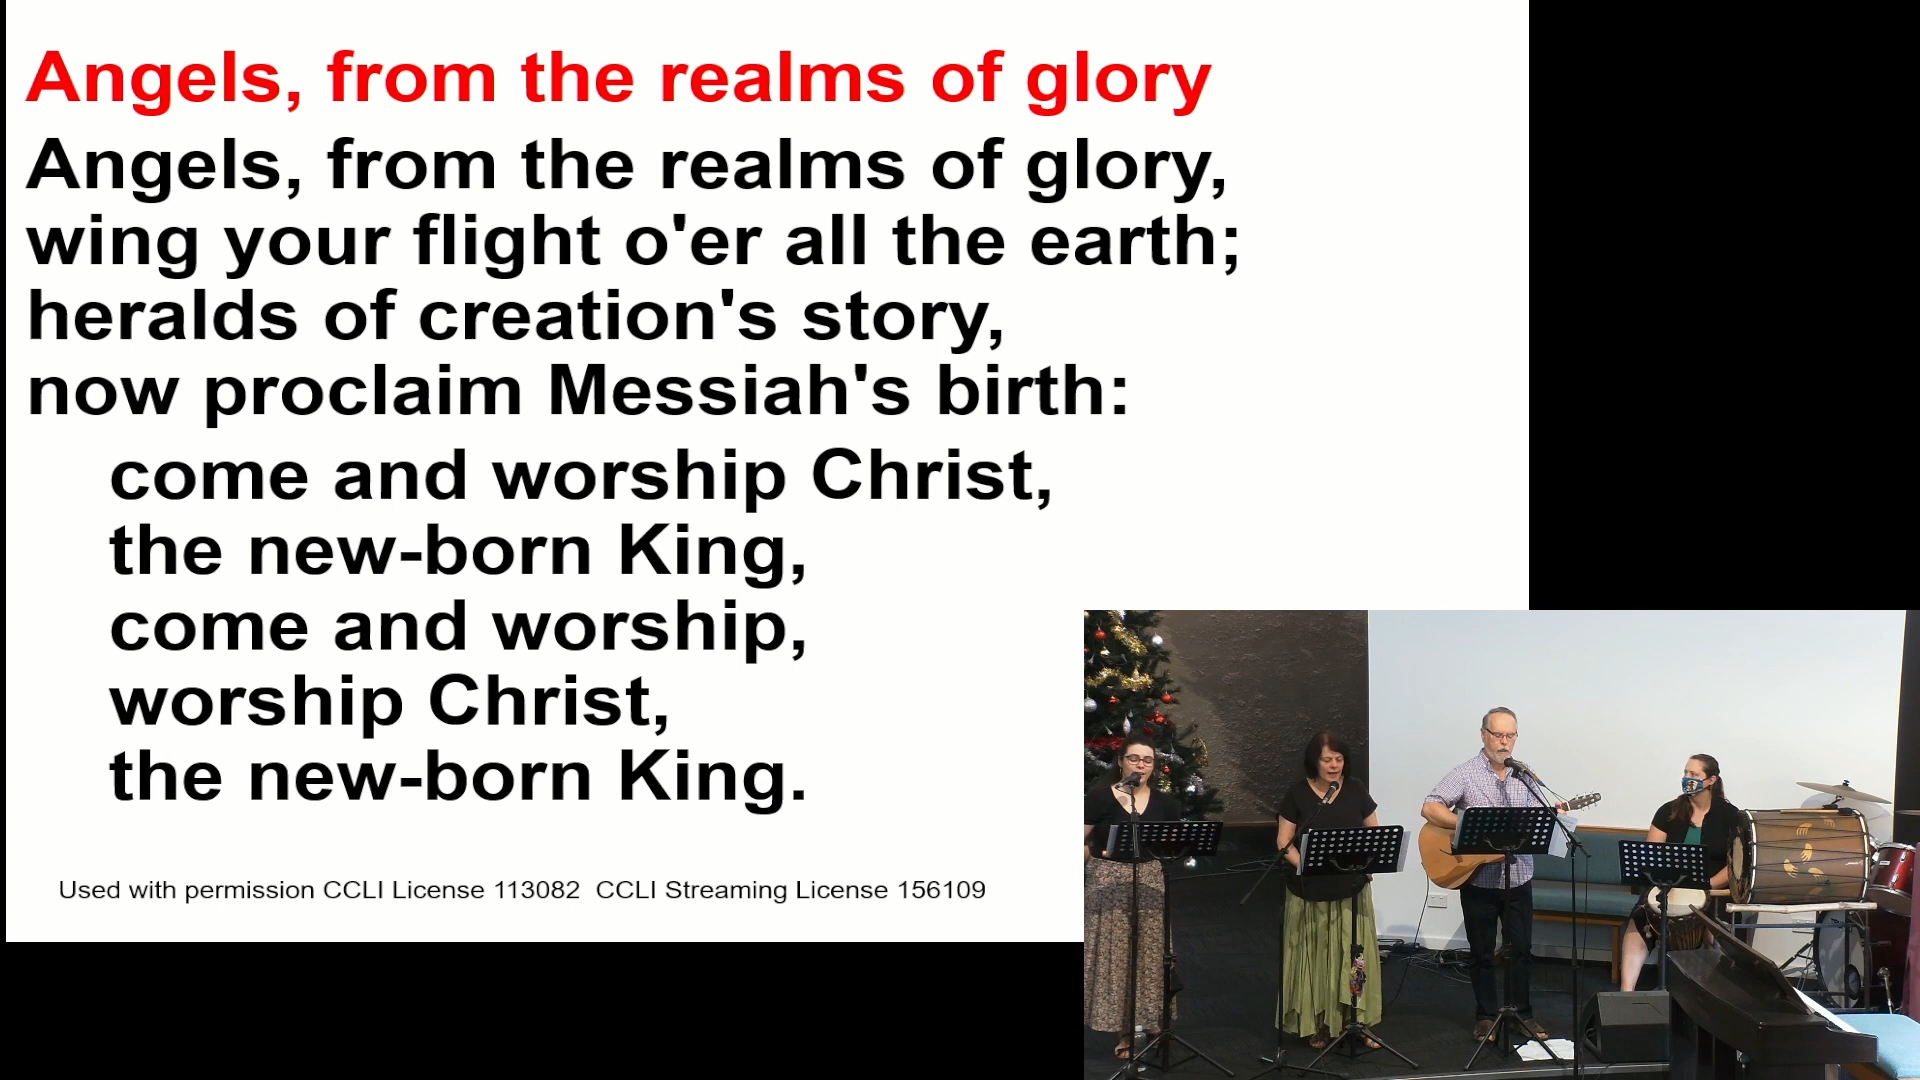 Angels, from the realms of glory
Angels, from the realms of glory,
wing your flight o'er all the earth;
heralds of creation's story,
now proclaim Messiah's birth:
come and worship Christ,
the new-born King,
come and worship,
worship Christ,
the new-born King.
Used with permission CCLI License 113082  CCLI Streaming License 156109